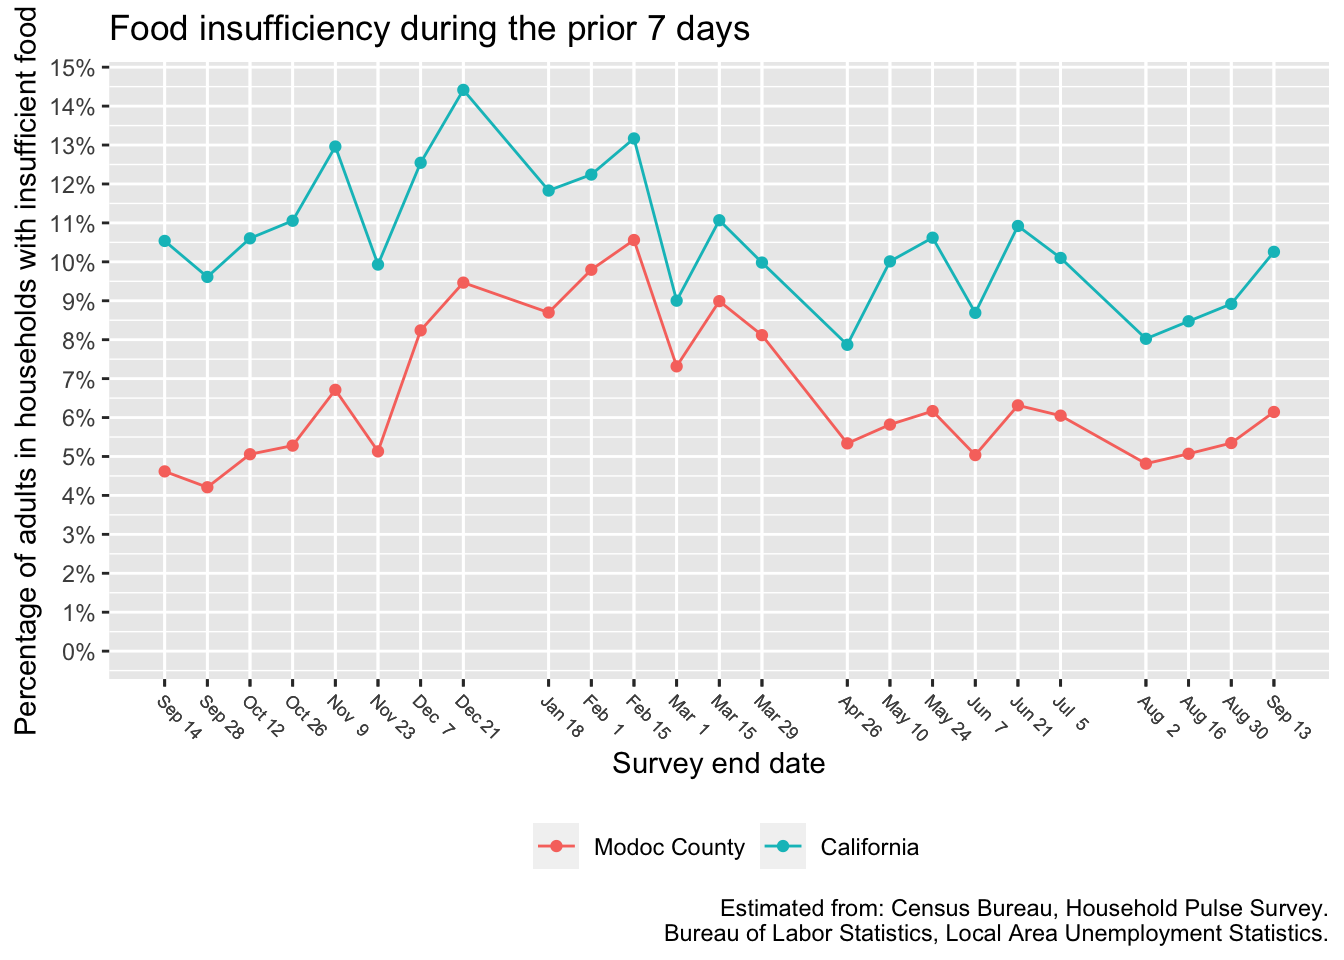 Food insufficiency during the prior 7 days
Percentage of adults in households with insufficient food
15%
14%
13%
12%
11%
10%
9%
8%
7%
6%
5%
4%
3%
2%
1%
0%
Sep 14
Sep 28
Oct 12
Oct 26
Nov 9
Nov 23
Dec 7
Dec 21
Jan 18
Feb 1
Feb 15
Mar 1
Mar 15
Mar 29
Apr 26
May 10
May 24
Jun 7
Jun 21
Jul 5
Aug 2
Aug 16
Aug 30
Sep 13
Survey end date
Modoc County
California
Estimated from: Census Bureau, Household Pulse Survey.
Bureau of Labor Statistics, Local Area Unemployment Statistics.